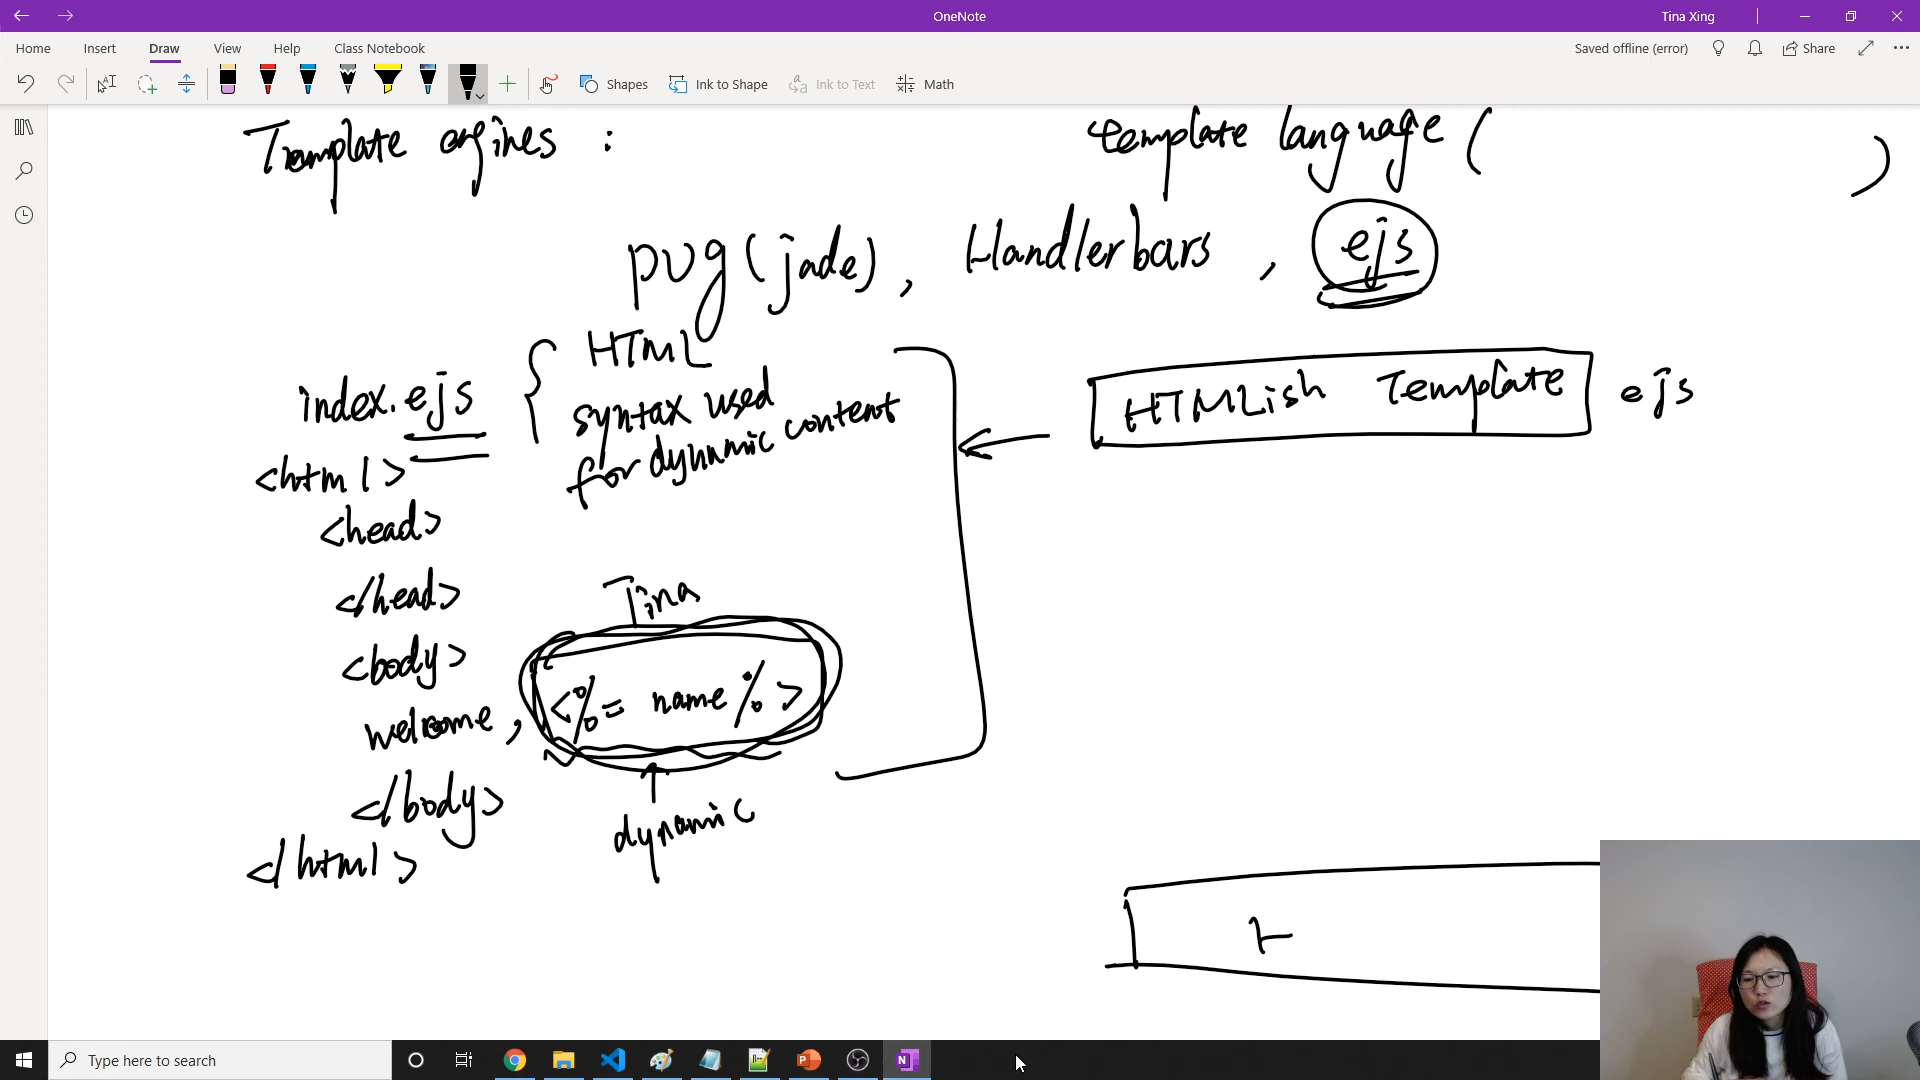 OneNote
Tina Xing
Home Insert Draw View Help Class Notebook
Saved offline (error)
Share
Shapes
Ink to Shape
Ink to Text
Math
Template egines :
template language ( )
pug (jade) , Handlerbars , ejs
index.ejs
{ HTML
syntax used
for dynamic content
HTMLish Template
ejs
<html>
<head>
</head>
<body>
Tina
welcome, <%= name %>
</body>
dynamic
</html>
Type here to search